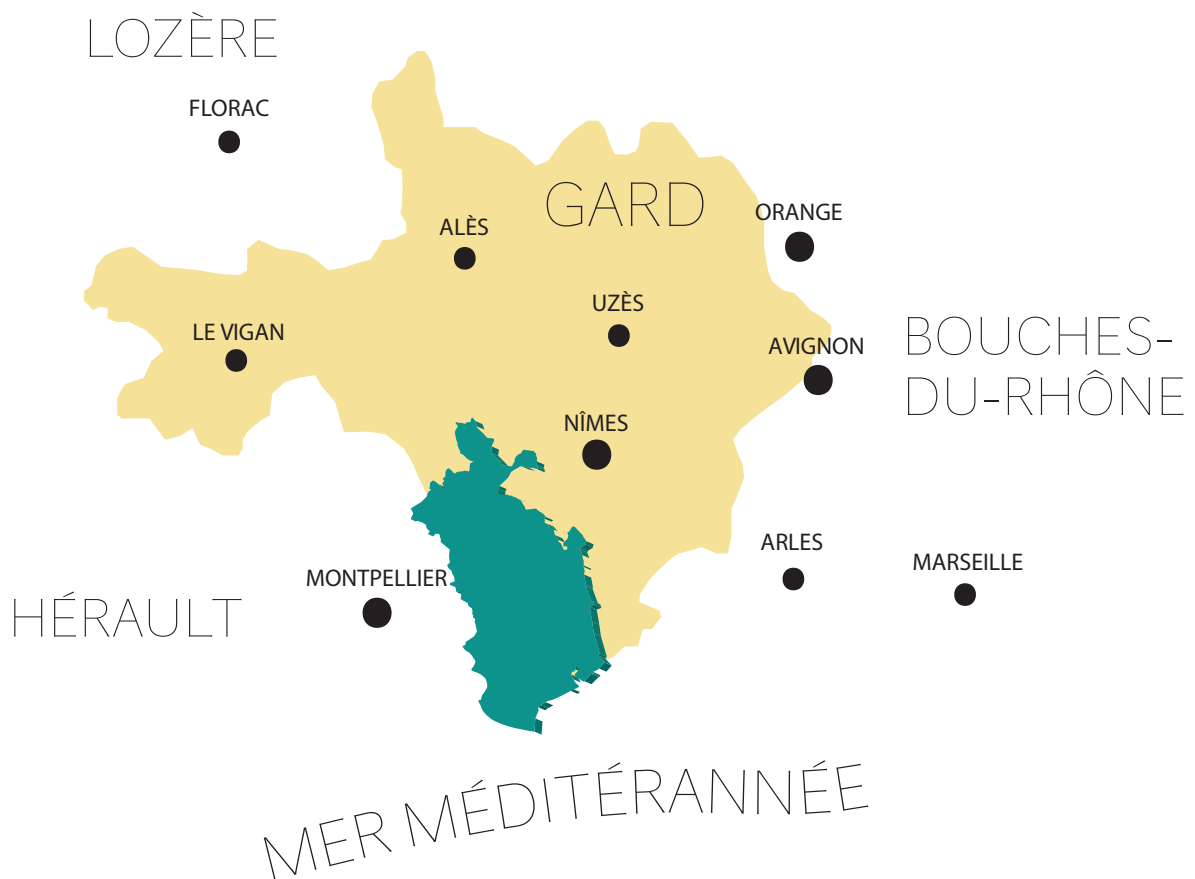 LOZÈRE
FLORAC
GARD
ORANGE
ALÈS
UZÈS
LE VIGAN
AVIGNON
BOUCHES-
DU-RHÔNE
NÎMES
ARLES
MARSEILLE
MONTPELLIER
HÉRAULT
MER MÉDITÉRANNÉE